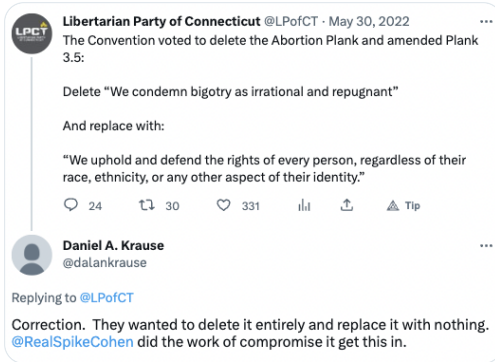 Libertarian Party of Connecticut @LPofCT · May 30, 2022
LPCT
The Convention voted to delete the Abortion Plank and amended Plank
3.5:
Delete “We condemn bigotry as irrational and repugnant”
And replace with:
“We uphold and defend the rights of every person, regardless of their
race, ethnicity, or any other aspect of their identity.”
24 30 331 Tip
Daniel A. Krause
@dalankrause
Replying to @LPofCT
Correction. They wanted to delete it entirely and replace it with nothing.
@RealSpikeCohen did the work of compromise it get this in.